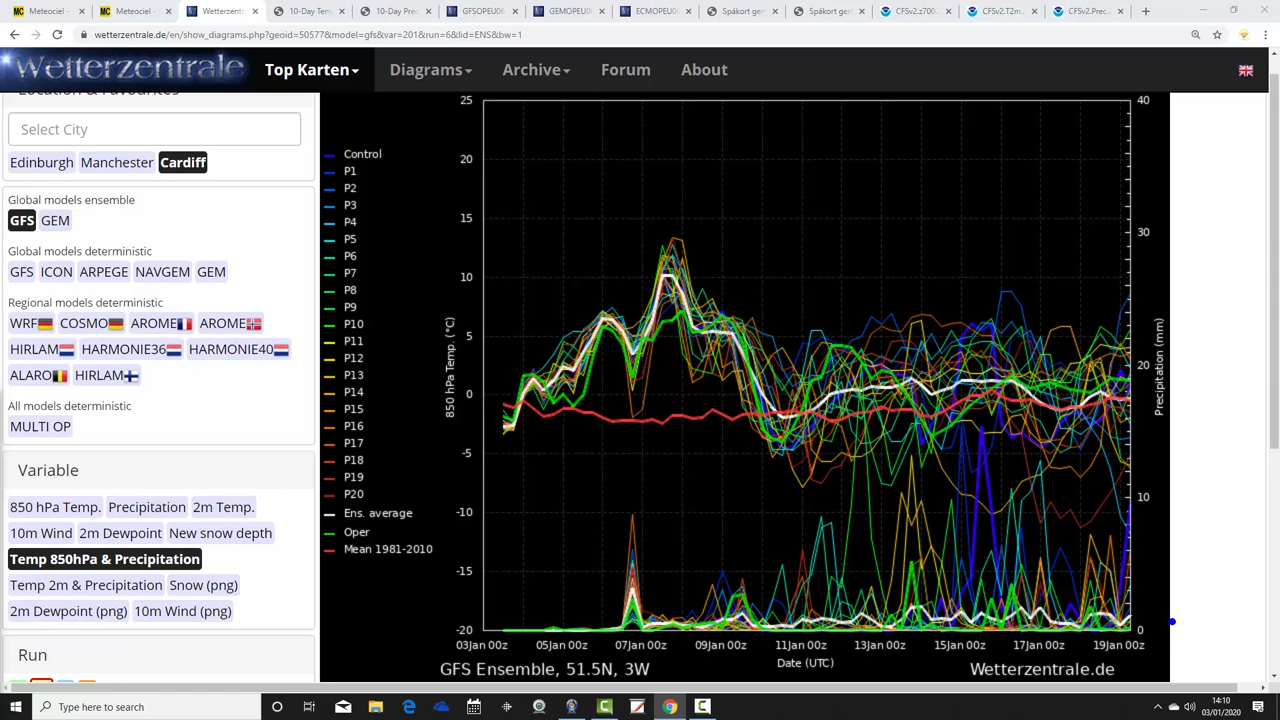 Meteociel -
Meteociel -
Wetterzentr
10-Day Temp
10-Day Prec
GFSOPEU06
GEMOPEU00
ECMOPEU00
Spåkort ger
Spåkort ger
CFSv2.z700
CFSv2.T2m
CFSv2.Prec
wetterzentrale.de/en/show_diagrams.php?geoid=50577&model=gfs&var=201&run=6&lid=ENS&bw=1
Wetterzentrale
Top Karten
Diagrams
Archive
Forum
About
Location & Favourites
Select City
Edinburgh Manchester Cardiff
Global models ensemble
GFS GEM
Global models deterministic
GFS ICON ARPEGE NAVGEM GEM
Regional models deterministic
WRF COSMO AROME AROME
HIRLAM HARMONIE36 HARMONIE40
ALARO HIRLAM
All models deterministic
MULTI OP
Variable
850 hPa Temp. Precipitation 2m Temp.
10m Wind 2m Dewpoint New snow depth
Temp 850hPa & Precipitation
Temp 2m & Precipitation Snow (png)
2m Dewpoint (png) 10m Wind (png)
Run
Control
P1
P2
P3
P4
P5
P6
P7
P8
P9
P10
P11
P12
P13
P14
P15
P16
P17
P18
P19
P20
Ens. average
Oper
Mean 1981-2010
850 hPa Temp. (°C)
25
20
15
10
5
0
-5
-10
-15
-20
40
30
20
10
0
Precipitation (mm)
03Jan 00z 05Jan 00z 07Jan 00z 09Jan 00z 11Jan 00z 13Jan 00z 15Jan 00z 17Jan 00z 19Jan 00z
Date (UTC)
GFS Ensemble, 51.5N, 3W
Wetterzentrale.de
Type here to search
14:10
03/01/2020